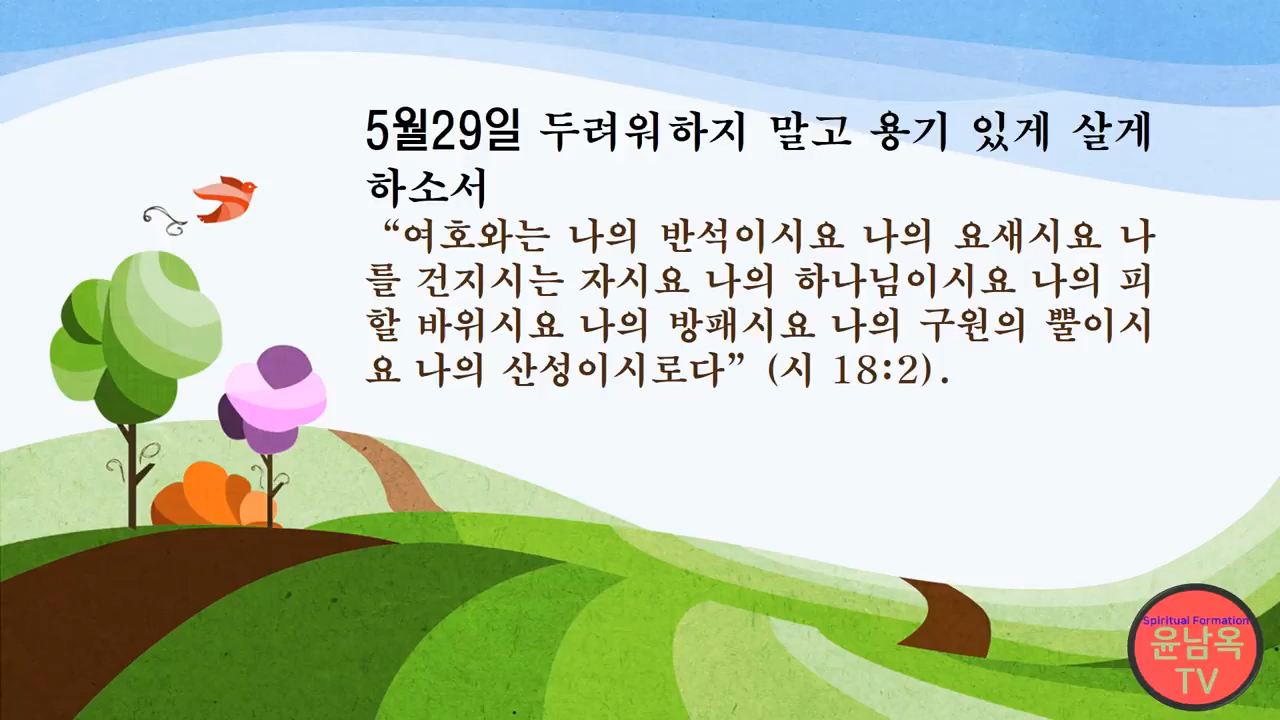 5월29일 두려워하지 말고 용기 있게 살게
하소서
“여호와는 나의 반석이시요 나의 요새시요 나
를 건지시는 자시요 나의 하나님이시요 나의 피
할 바위시요 나의 방패시요 나의 구원의 뿔이시
요 나의 산성이시로다” (시 18:2).
Spiritual Formation
윤남옥
TV